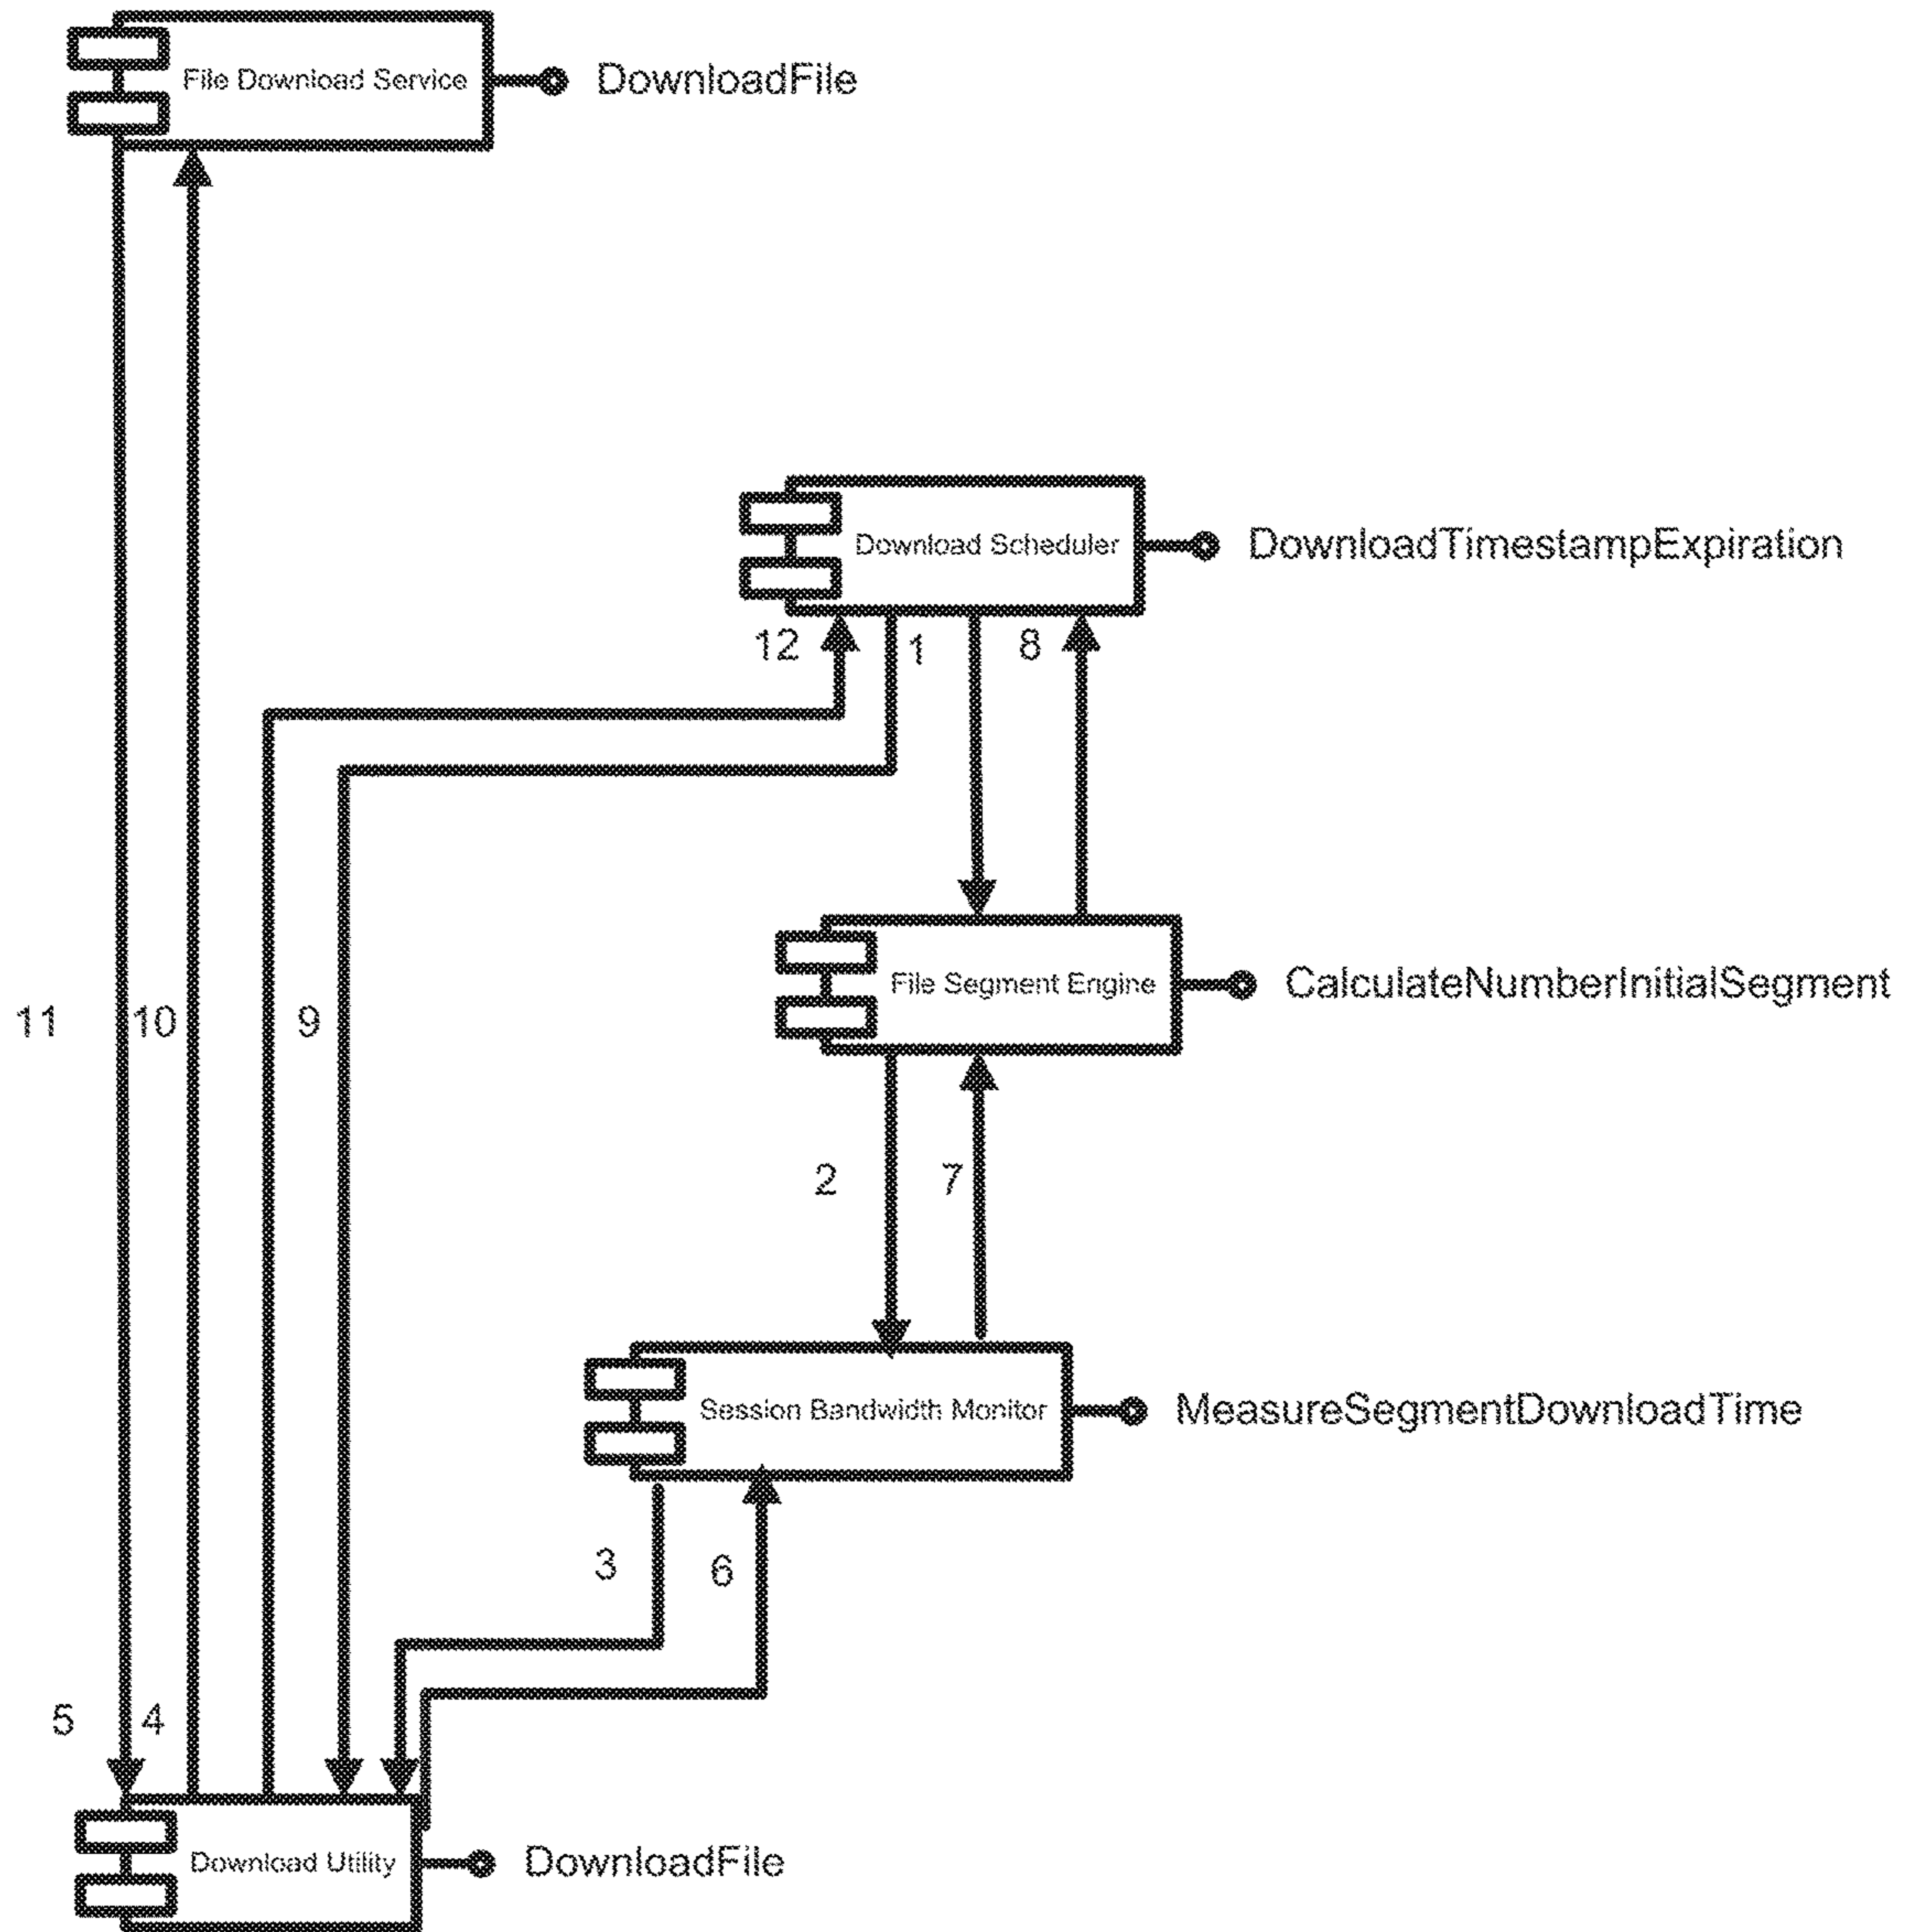 File Download Service
DownloadFile
Download Scheduler
DownloadTimestampExpiration
12
1
8
File Segment Engine
CalculateNumberInitialSegment
11
10
9
2
7
Session Bandwidth Monitor
MeasureSegmentDownloadTime
3
6
5
4
Download Utility
DownloadFile